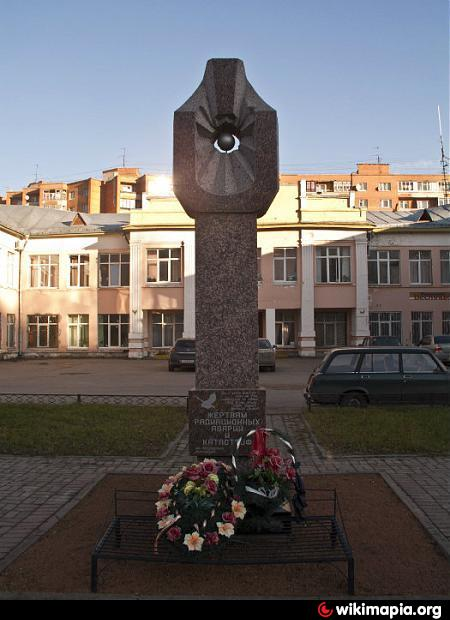 ЖЕРТВАМ
РАДИАЦИОННЫХ
АВАРИЙ
И
КАТАСТРОФ
wikimapia.org